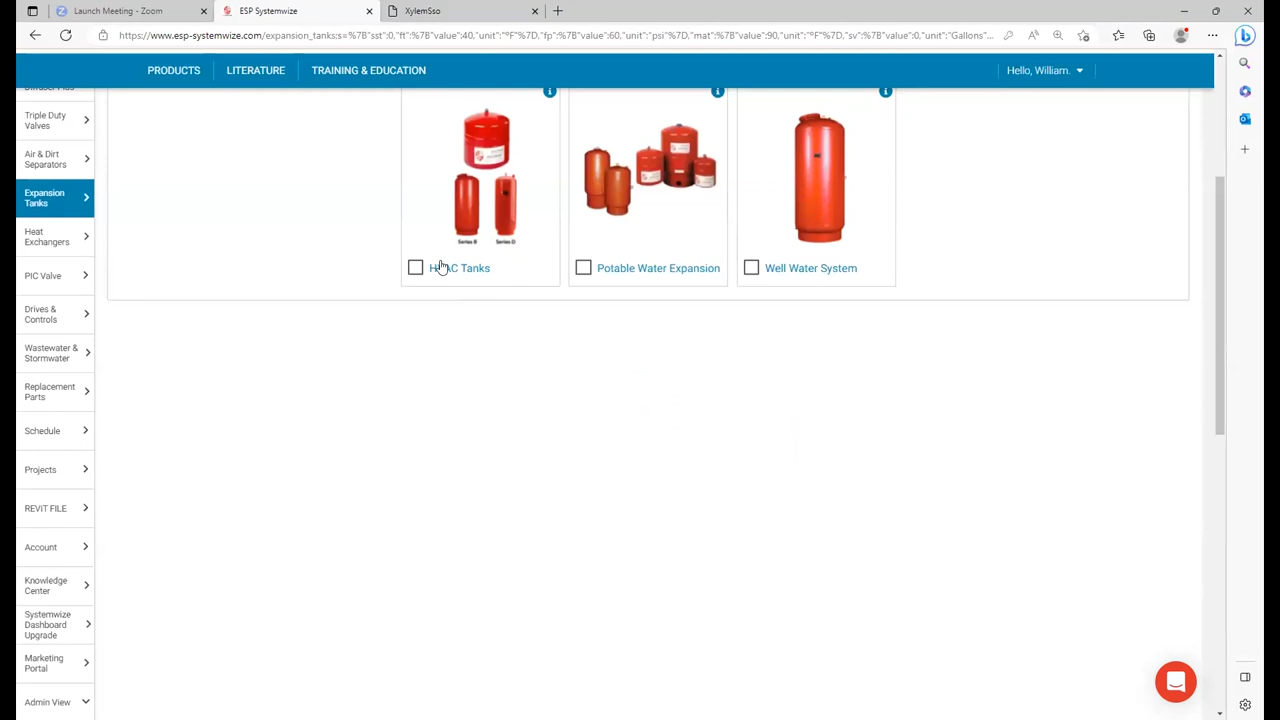 Launch Meeting - Zoom
ESP Systemwize
XylemSso
https://www.esp-systemwize.com/expansion_tanks:s=%7B"sst":0,"ft":%7B"value":40,"unit":"°F"%7D,"fp":%7B"value":60,"unit":"psi"%7D,"mat":%7B"value":90,"unit":"°F"%7D,"sv":%7B"value":0,"unit":"Gallons"...
PRODUCTS
LITERATURE
TRAINING & EDUCATION
Hello, William.
Triple Duty
Valves
Air & Dirt
Separators
Expansion
Tanks
Heat
Exchangers
PIC Valve
Drives &
Controls
Wastewater &
Stormwater
Replacement
Parts
Schedule
Projects
REViT FILE
Account
Knowledge
Center
Systemwize
Dashboard
Upgrade
Marketing
Portal
Admin View
Series B
Series D
HVAC Tanks
Potable Water Expansion
Well Water System